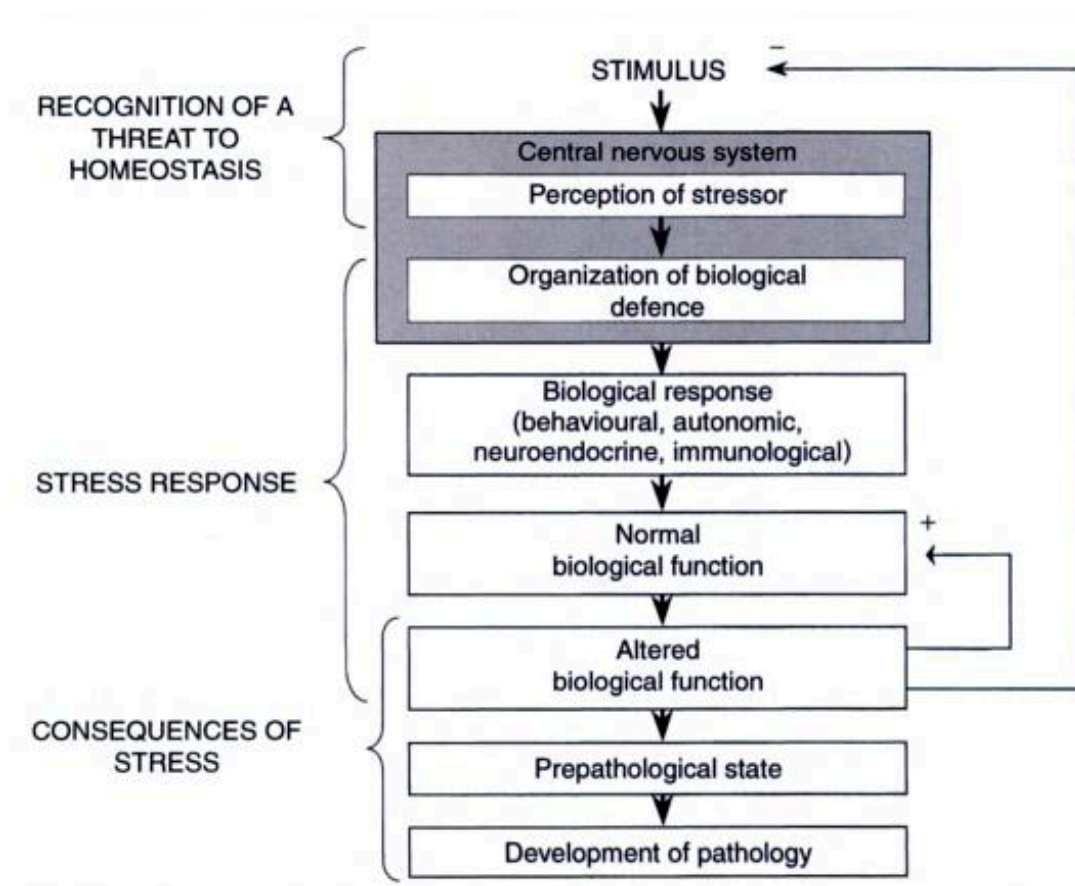 −
STIMULUS
RECOGNITION OF A
THREAT TO
HOMEOSTASIS
Central nervous system
Perception of stressor
Organization of biological
defence
Biological response
(behavioural, autonomic,
neuroendocrine, immunological)
STRESS RESPONSE
Normal
biological function
+
Altered
biological function
CONSEQUENCES OF
STRESS
Prepathological state
Development of pathology